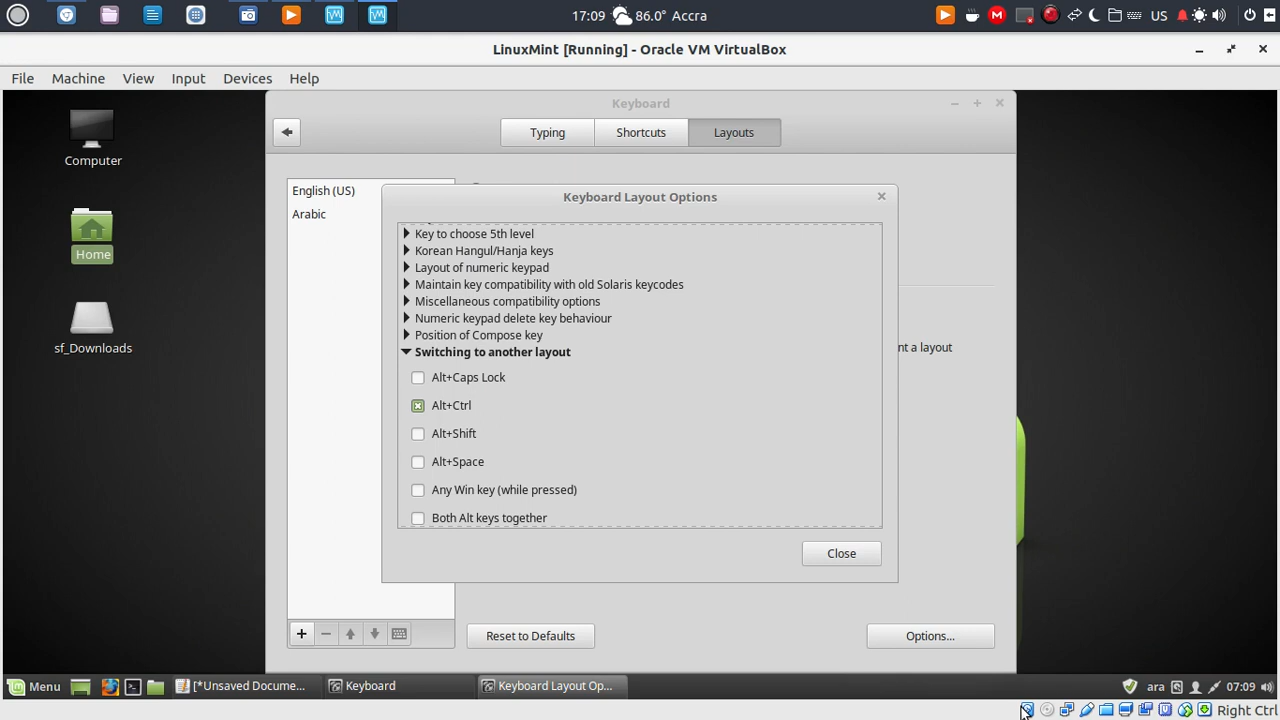 17:09 86.0° Accra
US
LinuxMint [Running] - Oracle VM VirtualBox
File Machine View Input Devices Help
Computer
Home
sf_Downloads
Keyboard
Typing Shortcuts Layouts
English (US)
Arabic
nt a layout
Keyboard Layout Options
Key to choose 5th level
Korean Hangul/Hanja keys
Layout of numeric keypad
Maintain key compatibility with old Solaris keycodes
Miscellaneous compatibility options
Numeric keypad delete key behaviour
Position of Compose key
Switching to another layout
Alt+Caps Lock
Alt+Ctrl
Alt+Shift
Alt+Space
Any Win key (while pressed)
Both Alt keys together
Close
Reset to Defaults
Options...
Menu
[*Unsaved Docume...
Keyboard
Keyboard Layout Op...
ara 07:09
Right Ctrl